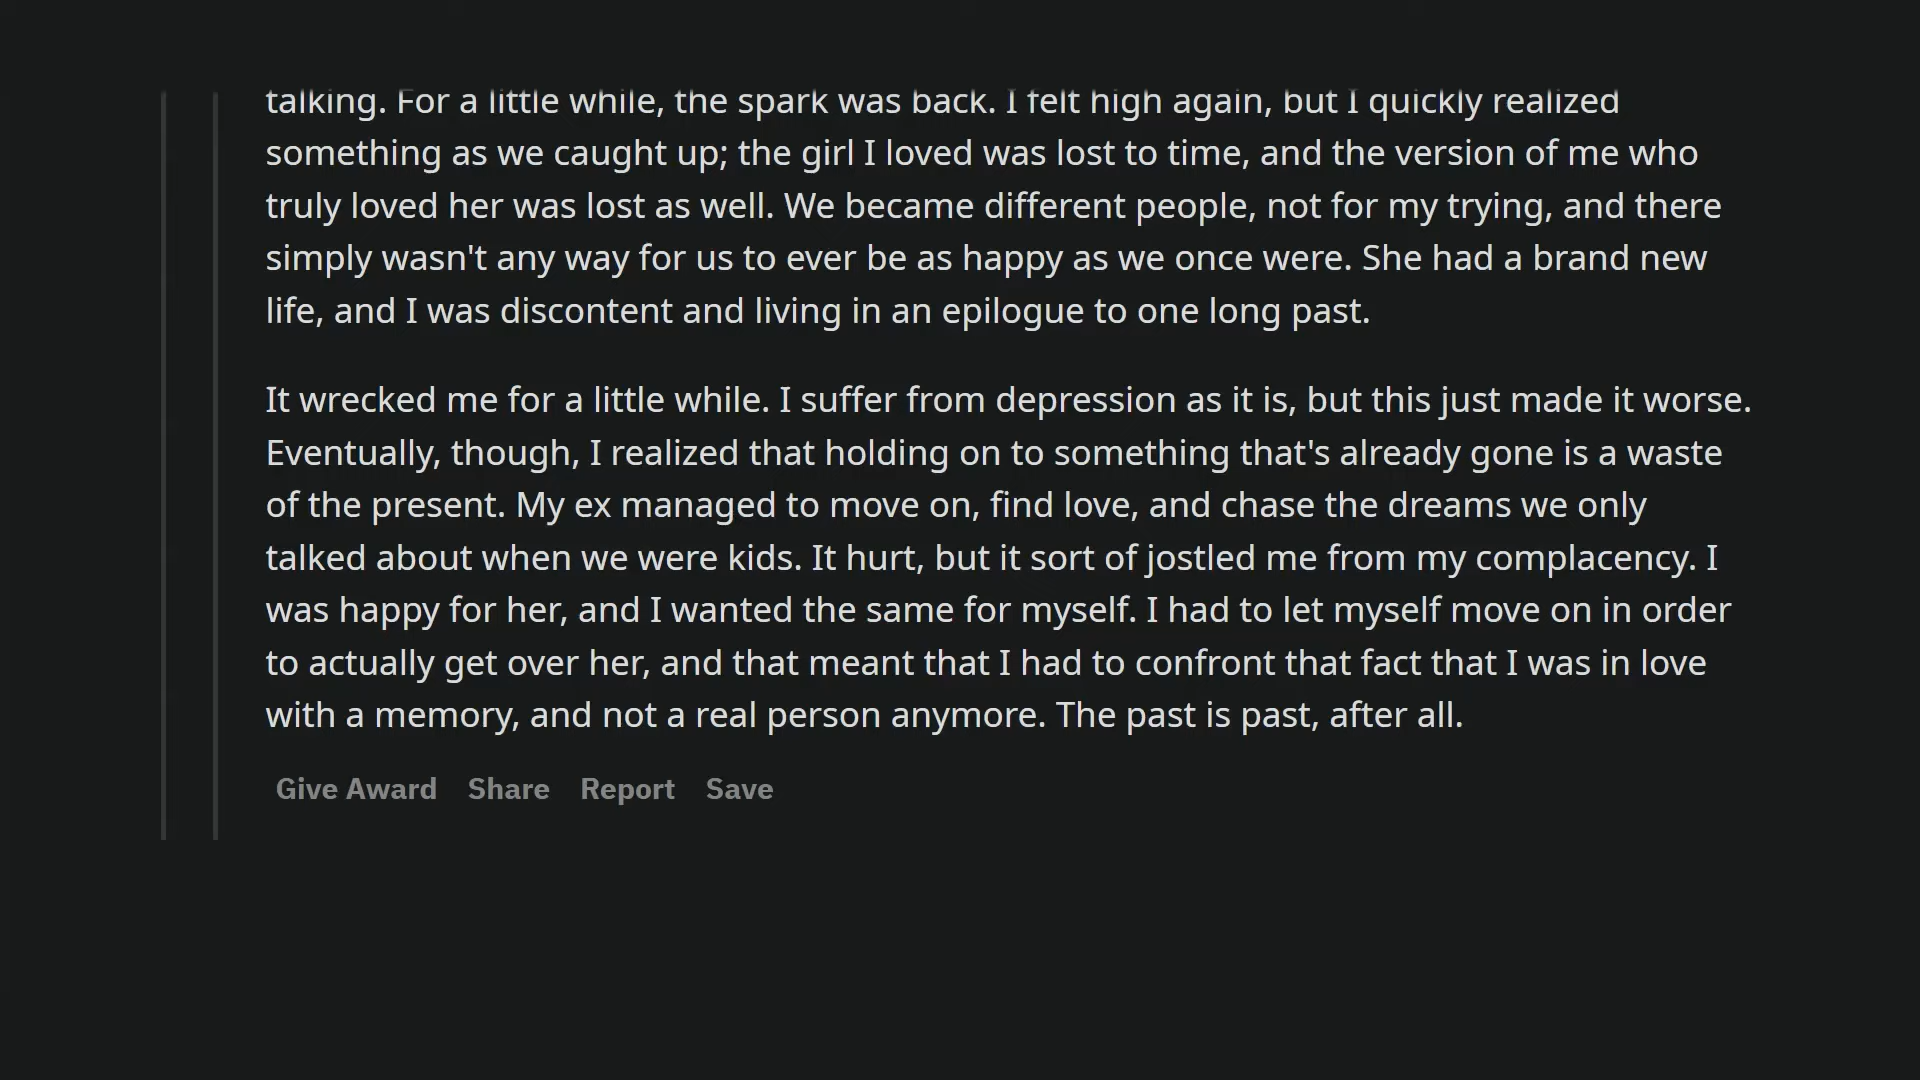 talking. For a little while, the spark was back. I felt high again, but I quickly realized
something as we caught up; the girl I loved was lost to time, and the version of me who
truly loved her was lost as well. We became different people, not for my trying, and there
simply wasn't any way for us to ever be as happy as we once were. She had a brand new
life, and I was discontent and living in an epilogue to one long past.
It wrecked me for a little while. I suffer from depression as it is, but this just made it worse.
Eventually, though, I realized that holding on to something that's already gone is a waste
of the present. My ex managed to move on, find love, and chase the dreams we only
talked about when we were kids. It hurt, but it sort of jostled me from my complacency. I
was happy for her, and I wanted the same for myself. I had to let myself move on in order
to actually get over her, and that meant that I had to confront that fact that I was in love
with a memory, and not a real person anymore. The past is past, after all.
Give Award Share Report Save